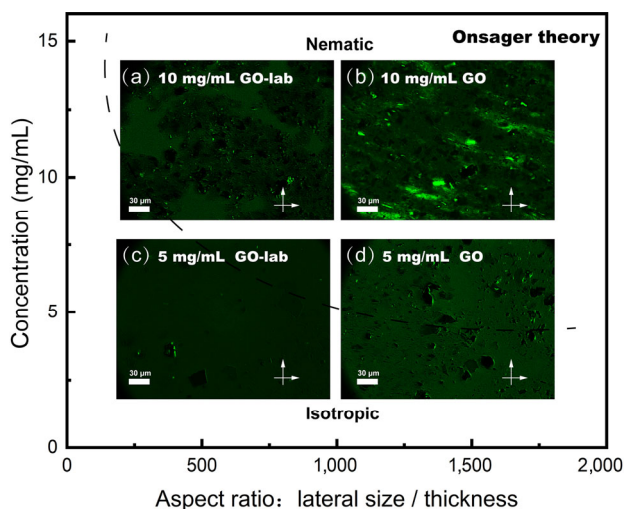 15
10
5
0
Concentration (mg/mL)
Nematic
Onsager theory
(a) 10 mg/mL GO-lab
30 μm
(b) 10 mg/mL GO
30 μm
(c) 5 mg/mL GO-lab
30 μm
(d) 5 mg/mL GO
30 μm
Isotropic
0
500
1,000
1,500
2,000
Aspect ratio: lateral size / thickness